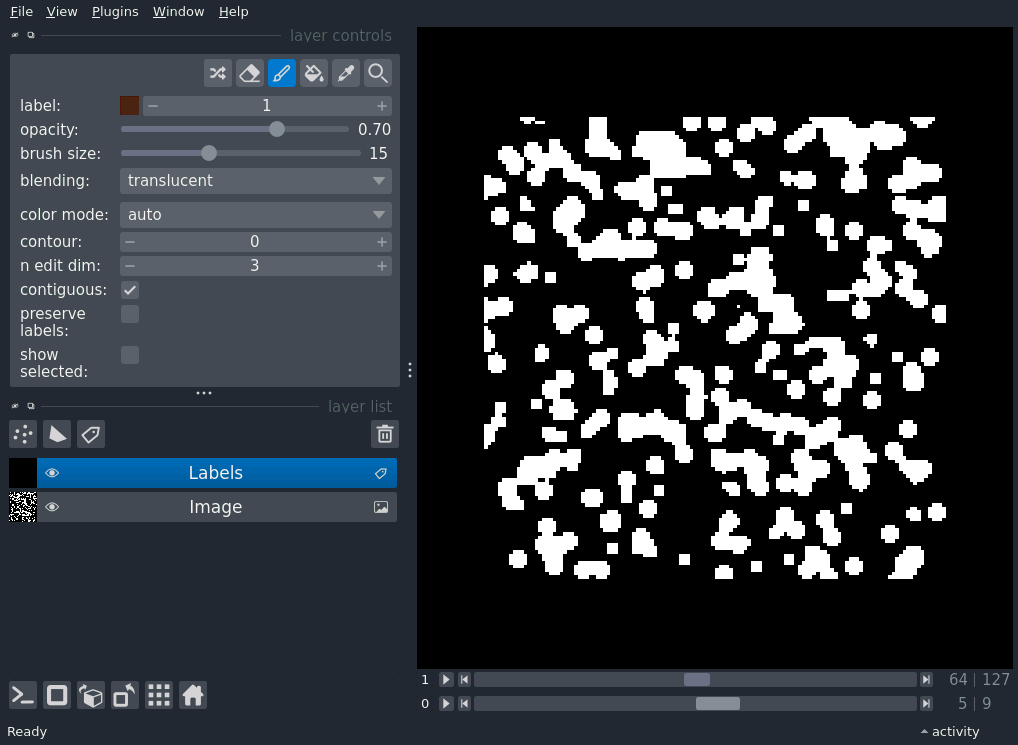 File View Plugins Window Help
layer controls
label: 1
opacity: 0.70
brush size: 15
blending: translucent
color mode: auto
contour: 0
n edit dim: 3
contiguous:
preserve
labels:
show
selected:
layer list
Labels
Image
1 64 | 127
0 5 | 9
Ready activity